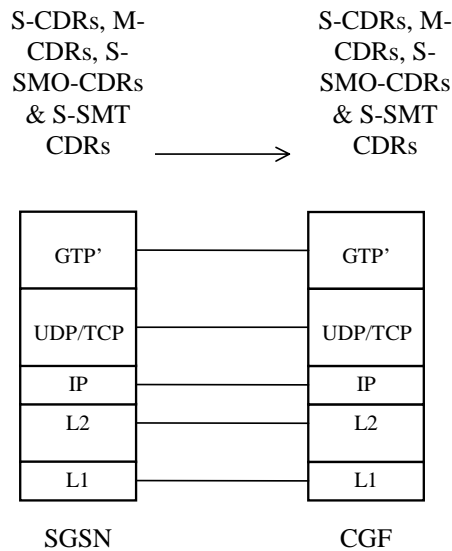 S-CDRs, M-
CDRs, S-
SMO-CDRs
& S-SMT
CDRs
S-CDRs, M-
CDRs, S-
SMO-CDRs
& S-SMT
CDRs
GTP’
GTP’
UDP/TCP
UDP/TCP
IP
IP
L2
L2
L1
L1
SGSN
CGF